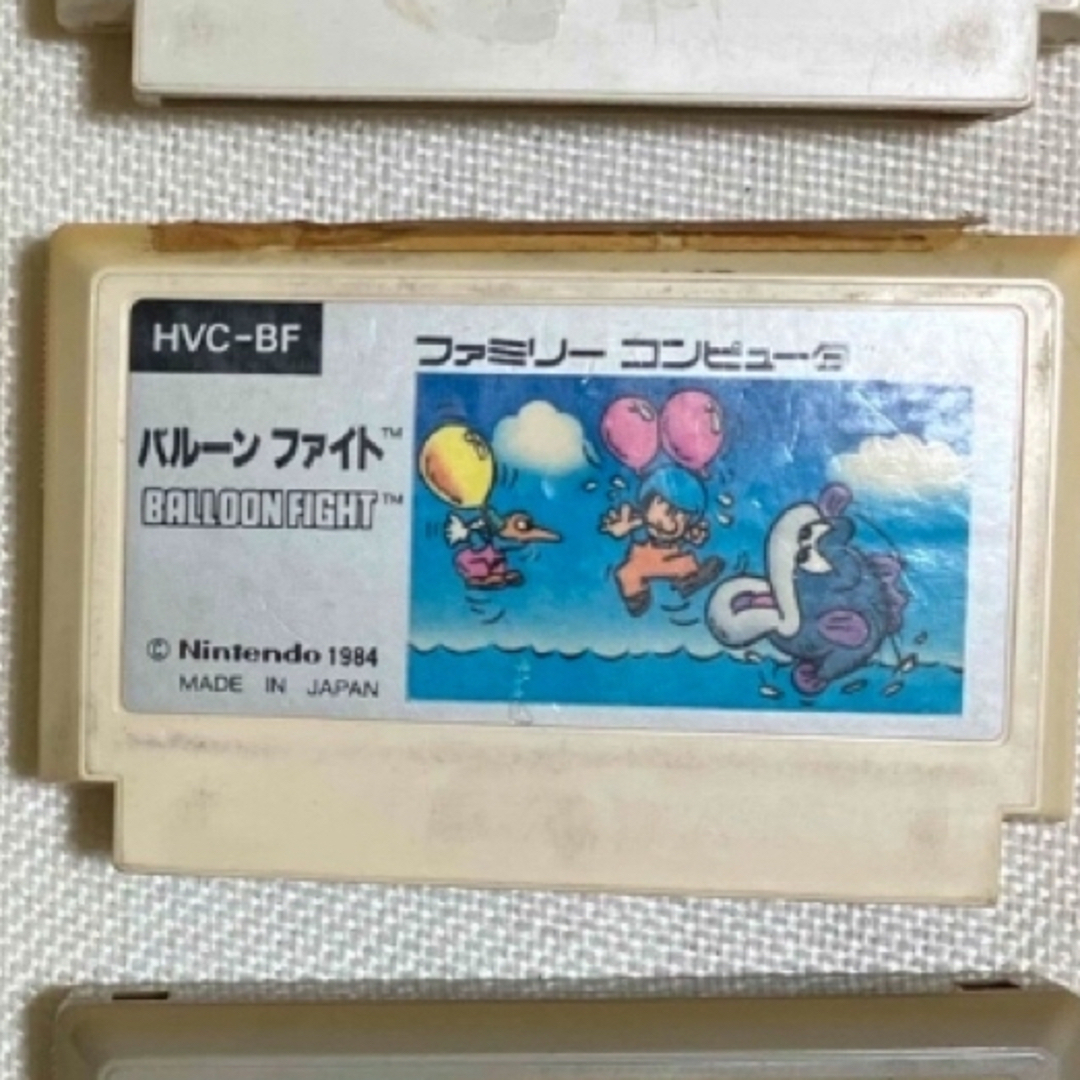 HVC-BF
ファミリー コンピュータ
バルーン ファイト™
BALLOON FIGHT™
© Nintendo 1984
MADE IN JAPAN